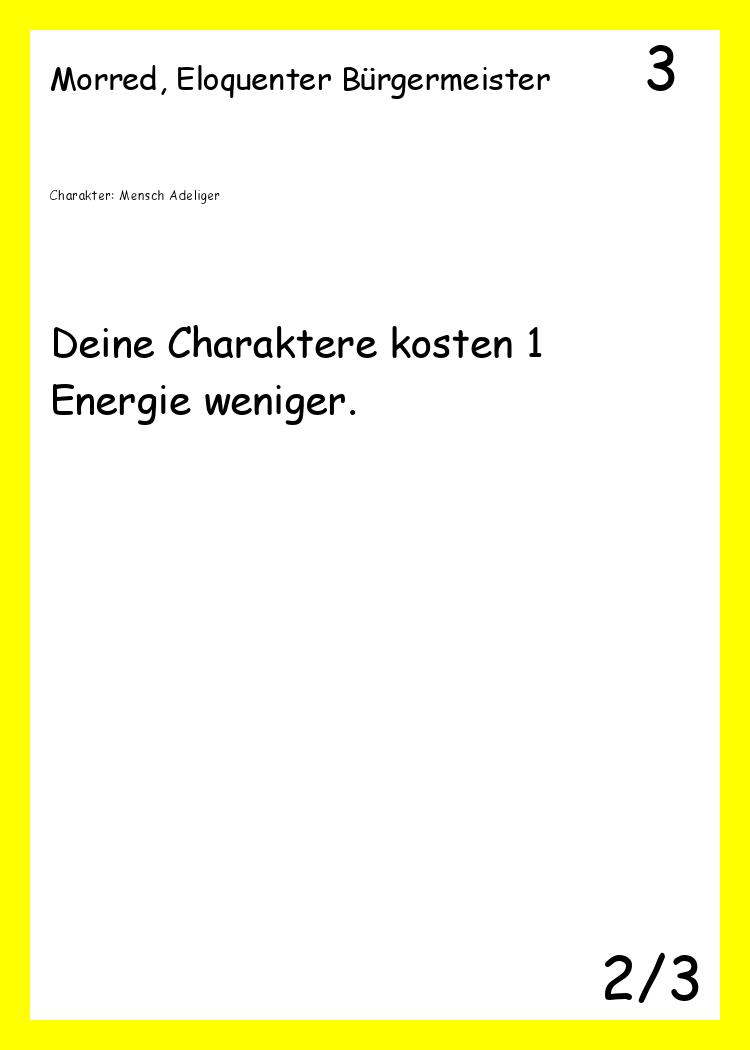 Morred, Eloquenter Bürgermeister 3
Charakter: Mensch Adeliger
Deine Charaktere kosten 1
Energie weniger.
2/3